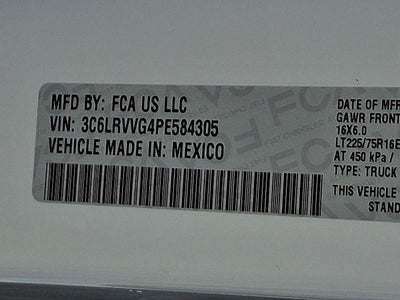 MFD BY: FCA US LLC
VIN: 3C6LRVVG4PE584305
VEHICLE MADE IN: MEXICO
DATE OF MFR
GAWR FRONT
16X6.0
LT225/75R16E
AT 450 kPa /
TYPE: TRUCK
THIS VEHICLE
STAND